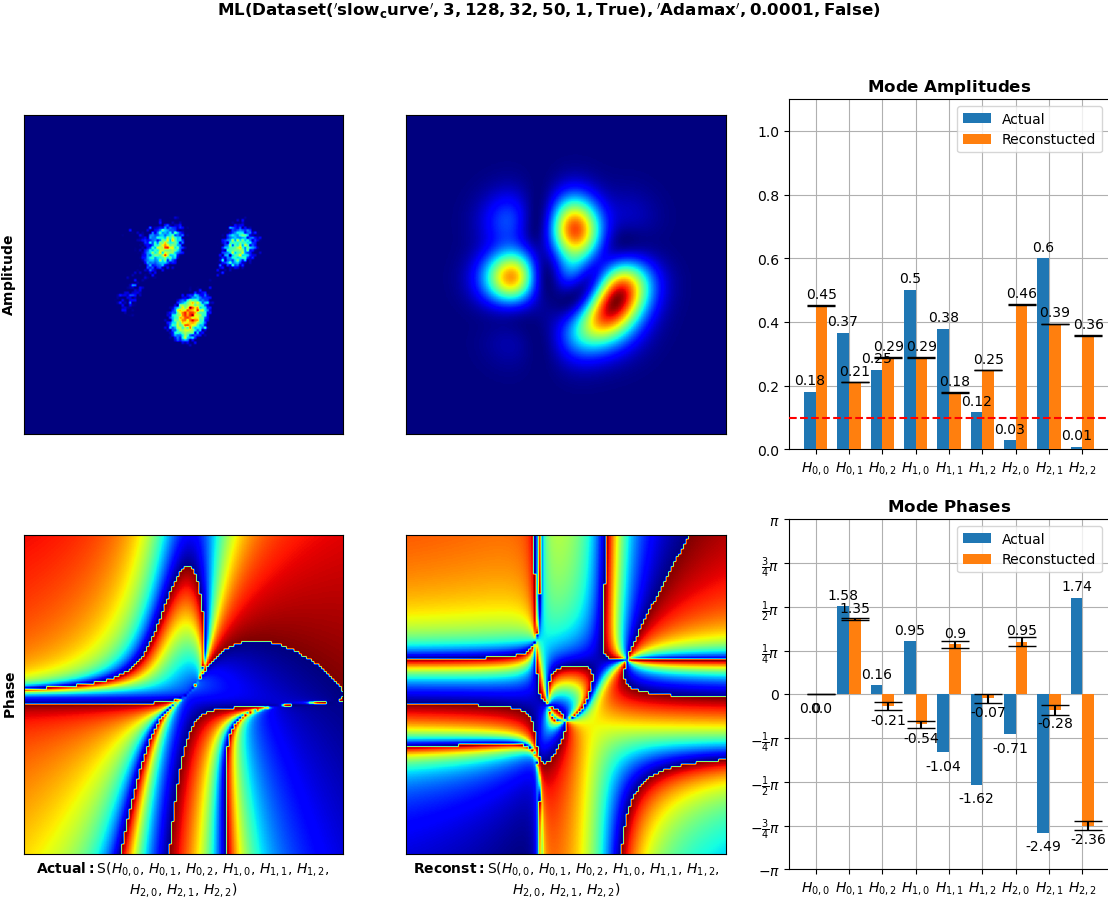 ML(Dataset('slow_curve', 3, 128, 32, 50, 1, True), 'Adamax', 0.0001, False)
Mode Amplitudes
Actual
Reconstucted
Amplitude
1.0
0.8
0.6
0.4
0.2
0.0
0.18
0.45
0.37
0.21
0.25
0.29
0.5
0.29
0.38
0.18
0.12
0.25
0.03
0.46
0.6
0.39
0.01
0.36
H0,0 H0,1 H0,2 H1,0 H1,1 H1,2 H2,0 H2,1 H2,2
Mode Phases
Actual
Reconstucted
Phase
π
3/4π
1/2π
1/4π
0
−1/4π
−1/2π
−3/4π
−π
0.0
0.0
1.58
1.35
0.16
-0.21
0.95
-0.54
-1.04
0.9
-1.62
-0.07
-0.71
0.95
-2.49
-0.28
1.74
-2.36
H0,0 H0,1 H0,2 H1,0 H1,1 H1,2 H2,0 H2,1 H2,2
Actual: S(H0,0, H0,1, H0,2, H1,0, H1,1, H1,2,
H2,0, H2,1, H2,2)
Reconst: S(H0,0, H0,1, H0,2, H1,0, H1,1, H1,2,
H2,0, H2,1, H2,2)